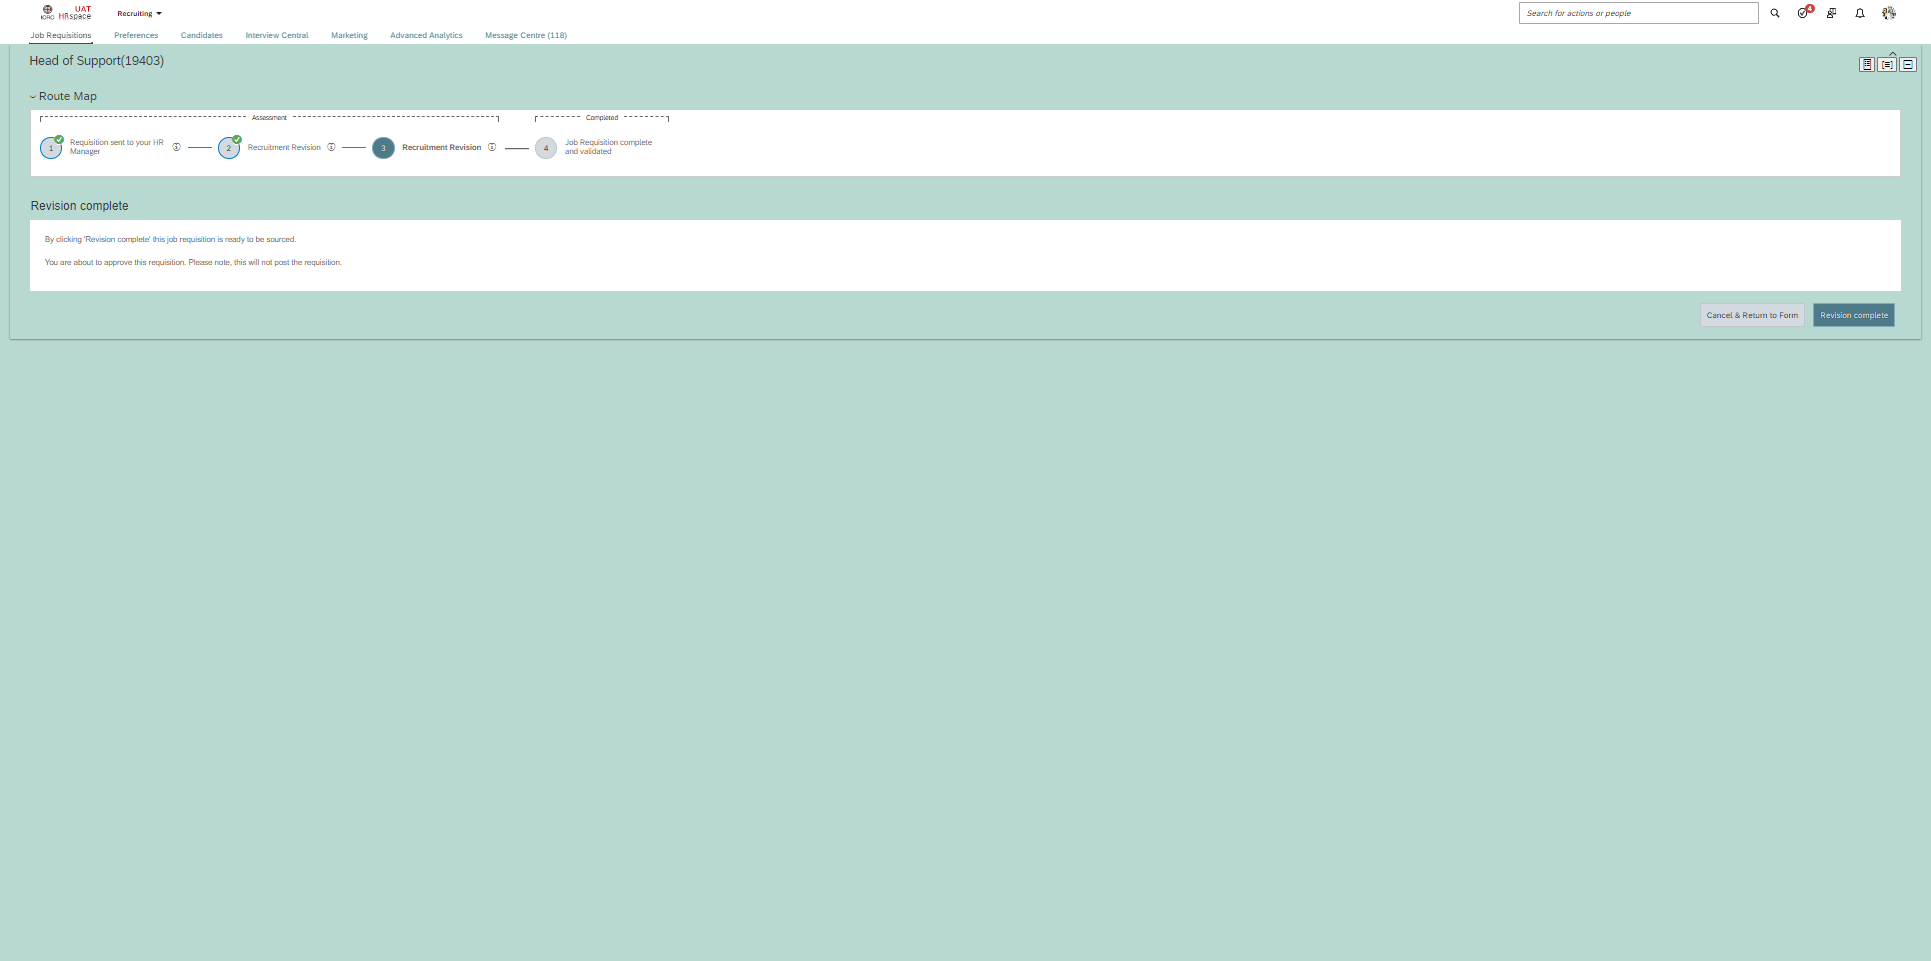 UAT
ICRC HRspace
Recruiting
Search for actions or people
4
Job Requisitions
Preferences
Candidates
Interview Central
Marketing
Advanced Analytics
Message Centre (118)
Head of Support(19403)
Route Map
Assessment
Completed
1
Requisition sent to your HR
Manager
2
Recruitment Revision
3
Recruitment Revision
4
Job Requisition complete
and validated
Revision complete
By clicking 'Revision complete' this job requisition is ready to be sourced.
You are about to approve this requisition. Please note, this will not post the requisition.
Cancel & Return to Form
Revision complete